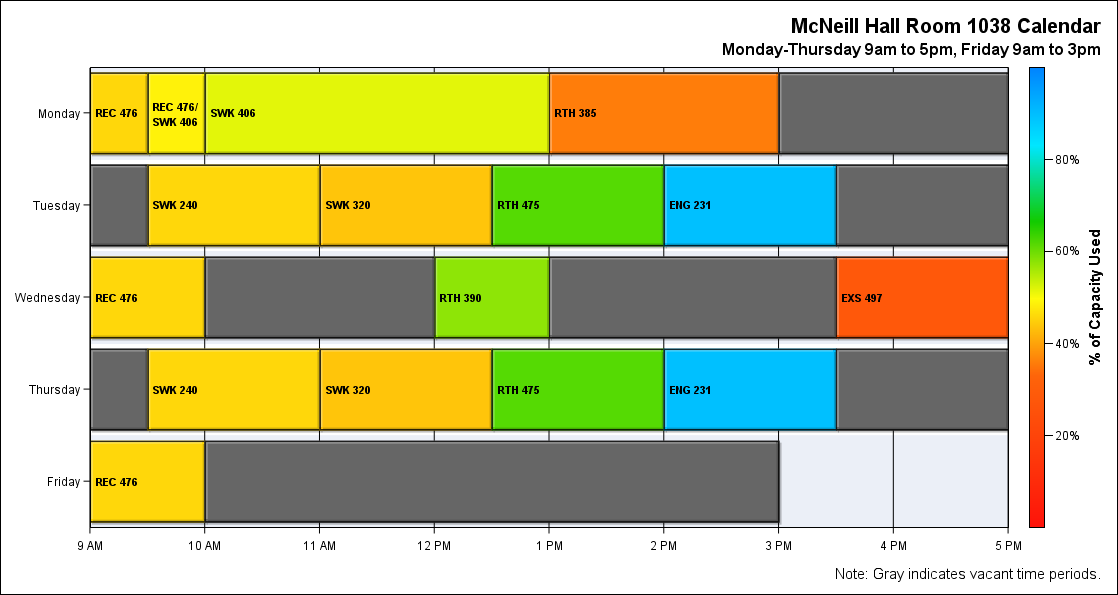 McNeill Hall Room 1038 Calendar
Monday-Thursday 9am to 5pm, Friday 9am to 3pm
Monday
REC 476
REC 476/
SWK 406
SWK 406
RTH 385
Tuesday
SWK 240
SWK 320
RTH 475
ENG 231
Wednesday
REC 476
RTH 390
EXS 497
Thursday
SWK 240
SWK 320
RTH 475
ENG 231
Friday
REC 476
9 AM
10 AM
11 AM
12 PM
1 PM
2 PM
3 PM
4 PM
5 PM
80%
60%
40%
20%
% of Capacity Used
Note: Gray indicates vacant time periods.